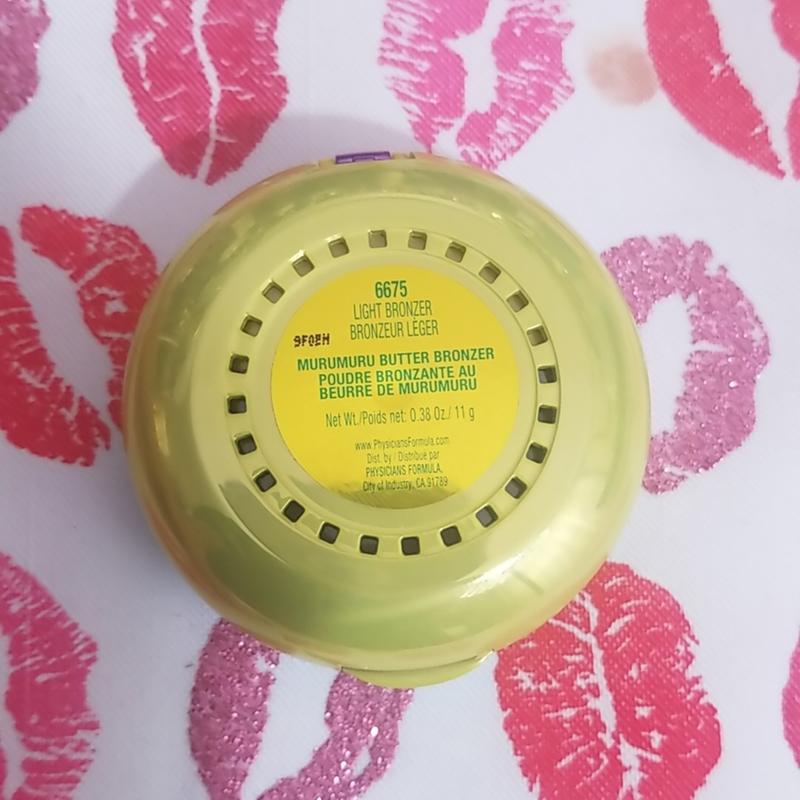 6675
LIGHT BRONZER
BRONZEUR LÉGER
9F02H
MURUMURU BUTTER BRONZER
POUDRE BRONZANTE AU
BEURRE DE MURUMURU
Net Wt./Poids net: 0.38 Oz./ 11 g
www.PhysiciansFormula.com
Dist. by / Distribué par
PHYSICIANS FORMULA,
City of Industry, CA 91789